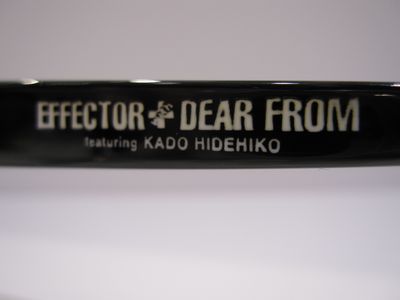 EFFECTOR DEAR FROM
featuring KADO HIDEHIKO